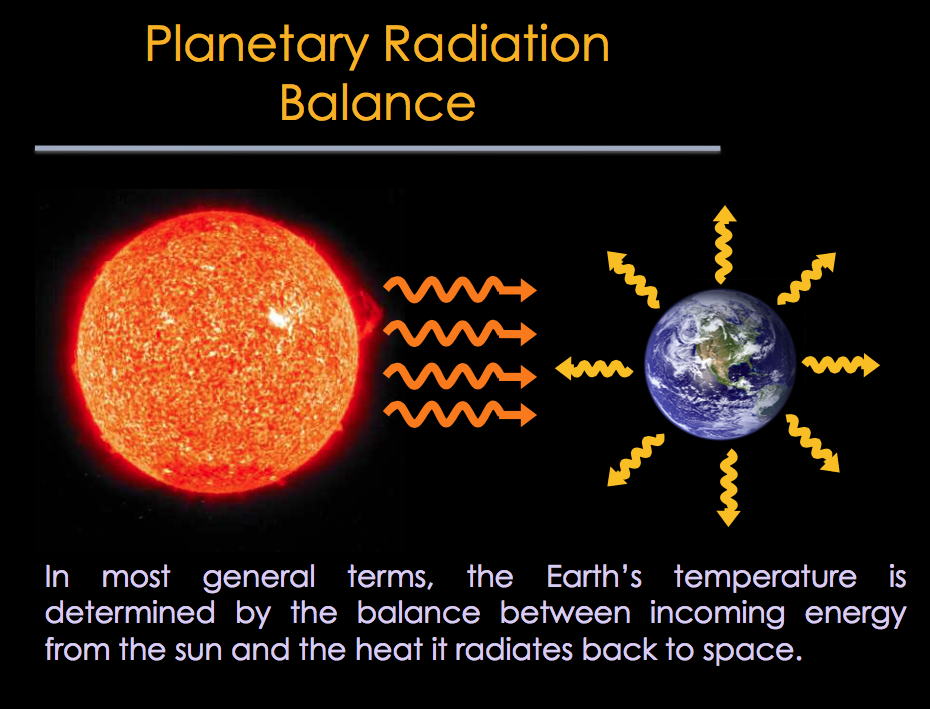 Planetary Radiation
Balance
In most general terms, the Earth’s temperature is
determined by the balance between incoming energy
from the sun and the heat it radiates back to space.